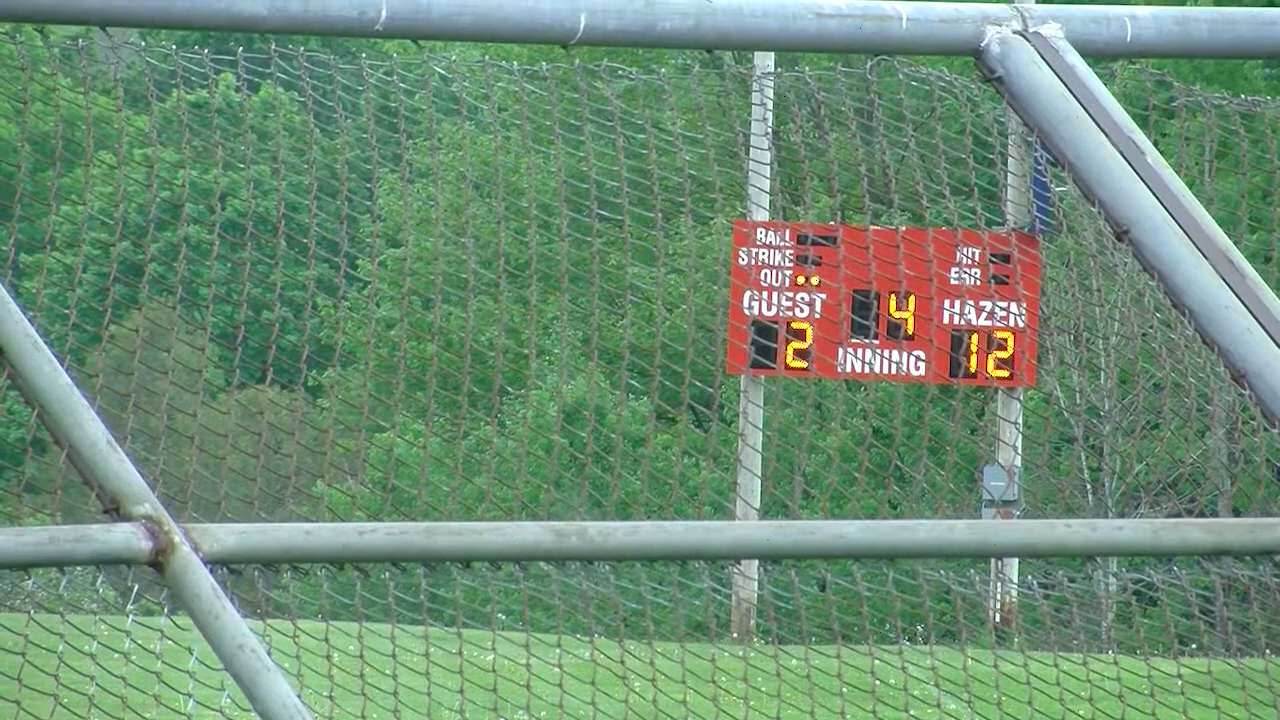 BALL
STRIKE
OUT
HIT
ERR
GUEST 4 HAZEN
2 INNING 12